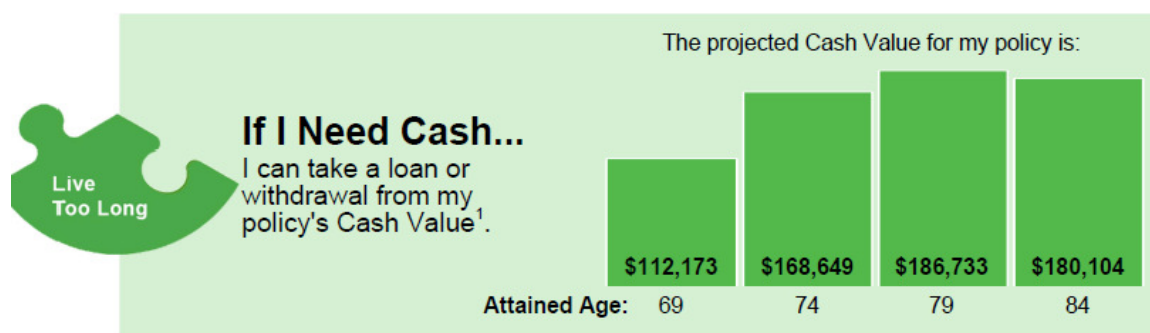 The projected Cash Value for my policy is:
If I Need Cash...
I can take a loan or
withdrawal from my
policy's Cash Value¹.
Live
Too Long
$112,173 $168,649 $186,733 $180,104
Attained Age: 69 74 79 84